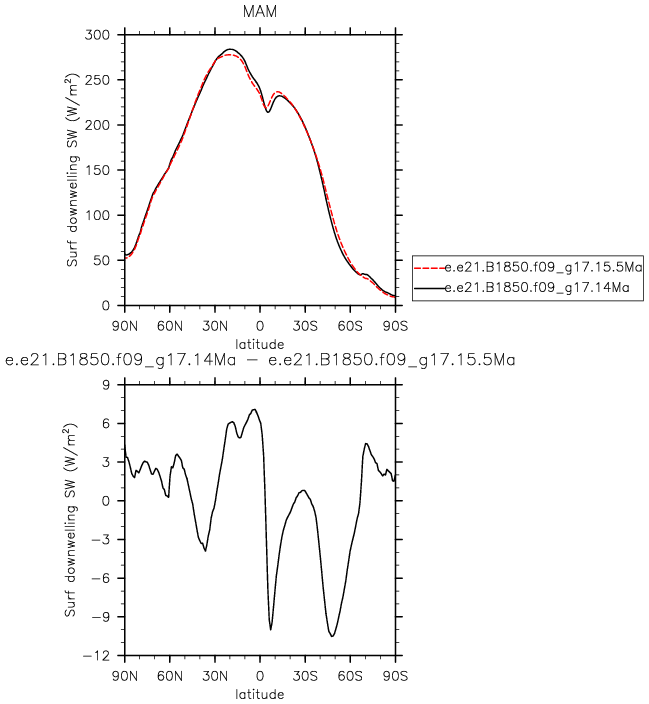 MAM
300
250
200
150
100
50
0
Surf downwelling SW (W/m²)
90N 60N 30N 0 30S 60S 90S
latitude
e.e21.B1850.f09_g17.15.5Ma
e.e21.B1850.f09_g17.14Ma
e.e21.B1850.f09_g17.14Ma − e.e21.B1850.f09_g17.15.5Ma
9
6
3
0
−3
−6
−9
−12
Surf downwelling SW (W/m²)
90N 60N 30N 0 30S 60S 90S
latitude